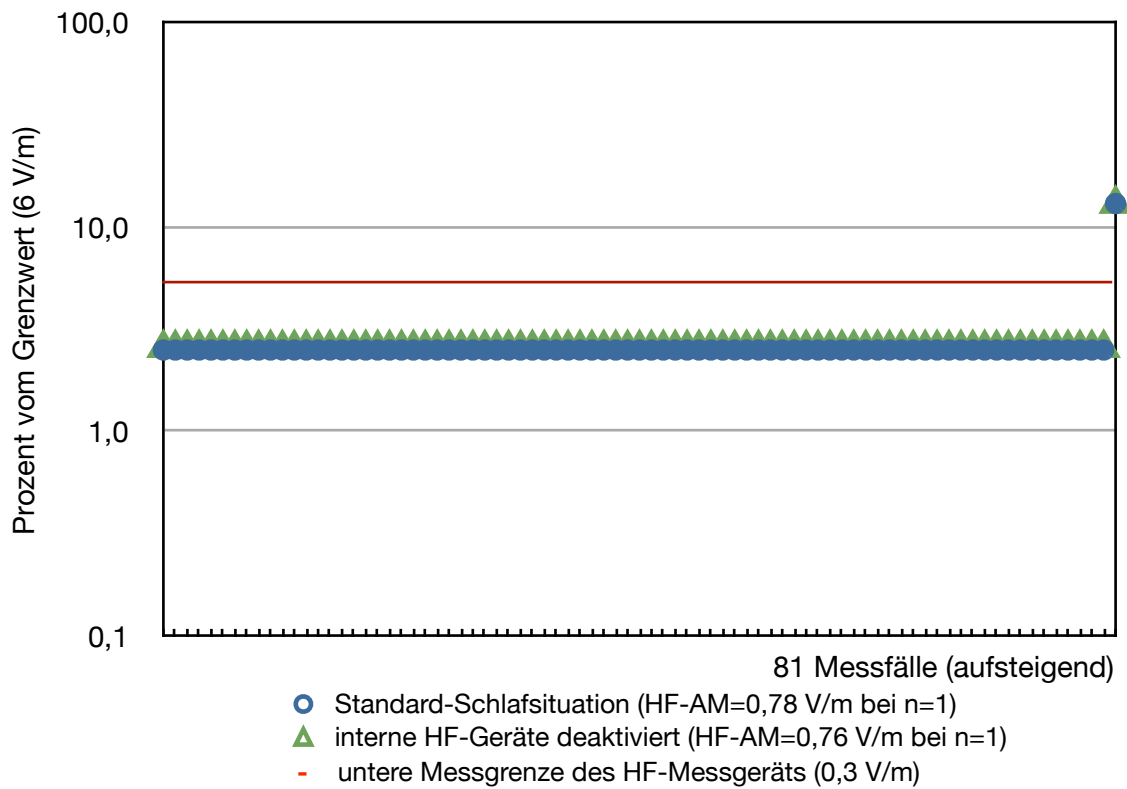 Prozent vom Grenzwert (6 V/m)
100,0
10,0
1,0
0,1
81 Messfälle (aufsteigend)
Standard-Schlafsituation (HF-AM=0,78 V/m bei n=1)
interne HF-Geräte deaktiviert (HF-AM=0,76 V/m bei n=1)
untere Messgrenze des HF-Messgeräts (0,3 V/m)